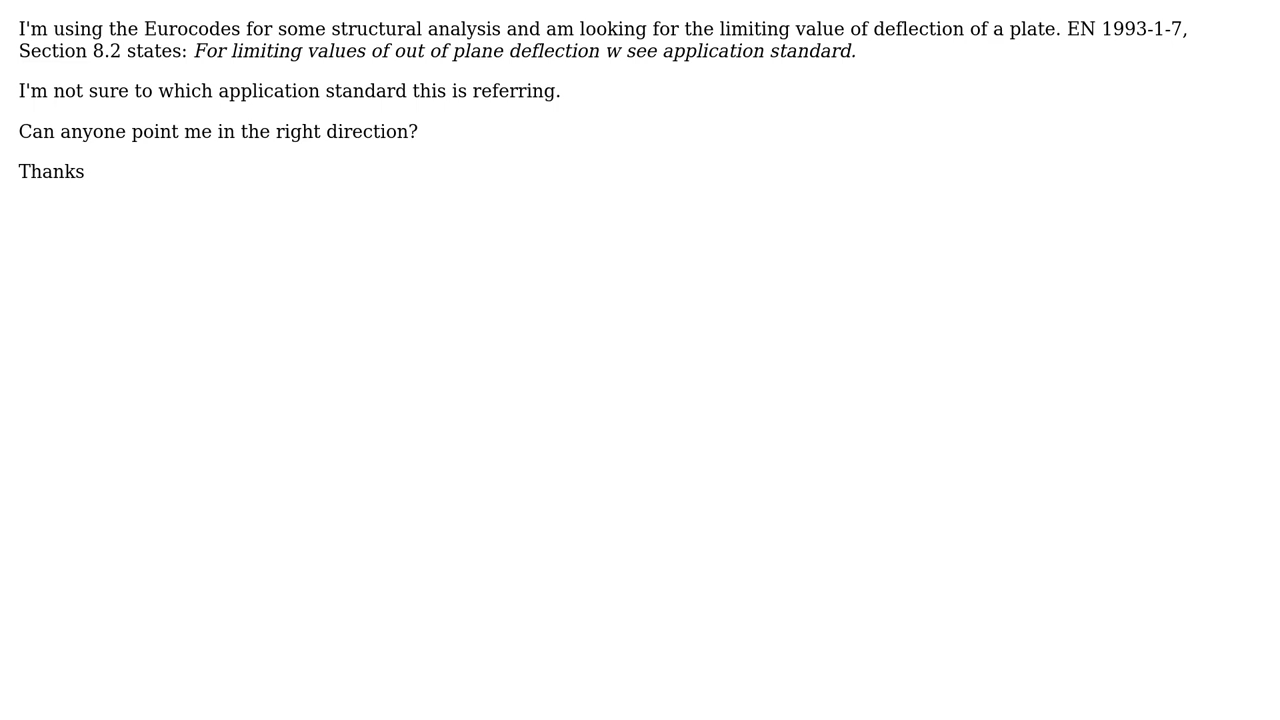 I'm using the Eurocodes for some structural analysis and am looking for the limiting value of deflection of a plate. EN 1993-1-7,
Section 8.2 states: For limiting values of out of plane deflection w see application standard.
I'm not sure to which application standard this is referring.
Can anyone point me in the right direction?
Thanks